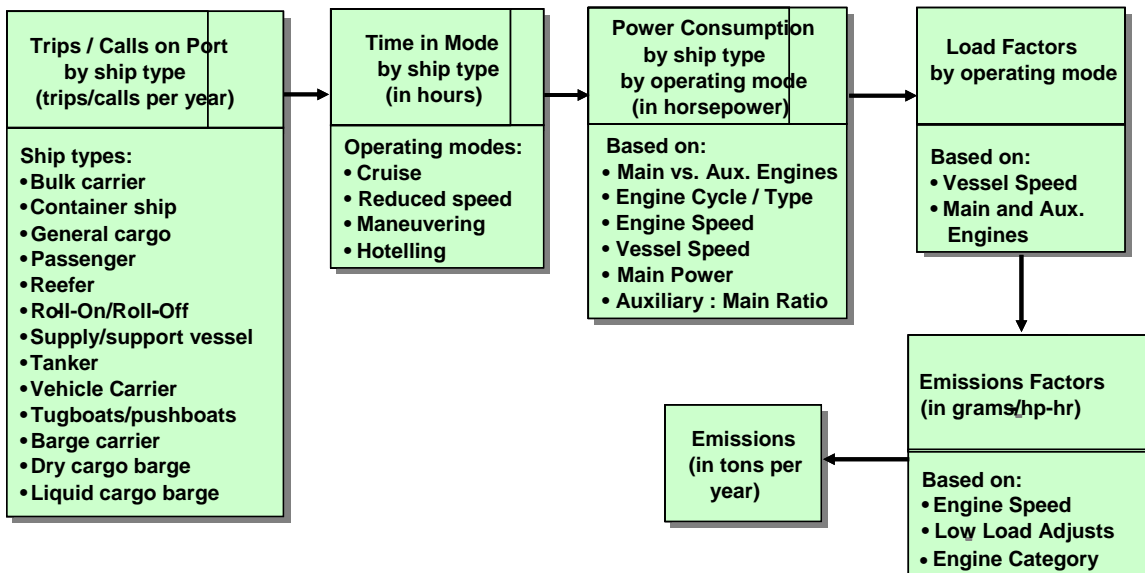 Trips / Calls on Port
by ship type
(trips/calls per year)
Ship types:
• Bulk carrier
• Container ship
• General cargo
• Passenger
• Reefer
• Roll-On/Roll-Off
• Supply/support vessel
• Tanker
• Vehicle Carrier
• Tugboats/pushboats
• Barge carrier
• Dry cargo barge
• Liquid cargo barge
Time in Mode
by ship type
(in hours)
Operating modes:
• Cruise
• Reduced speed
• Maneuvering
• Hotelling
Power Consumption
by ship type
by operating mode
(in horsepower)
Based on:
• Main vs. Aux. Engines
• Engine Cycle / Type
• Engine Speed
• Vessel Speed
• Main Power
• Auxiliary : Main Ratio
Load Factors
by operating mode
Based on:
• Vessel Speed
• Main and Aux.
Engines
Emissions Factors
(in grams/hp-hr)
Based on:
• Engine Speed
• Low Load Adjusts
• Engine Category
Emissions
(in tons per
year)